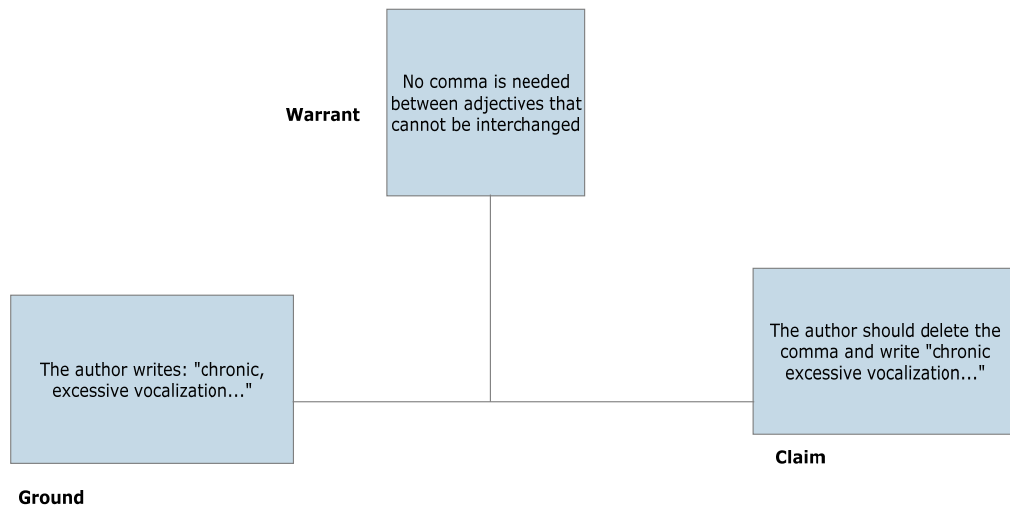 No comma is needed
between adjectives that
cannot be interchanged
Warrant
The author writes: "chronic,
excessive vocalization..."
Ground
The author should delete the
comma and write "chronic
excessive vocalization..."
Claim